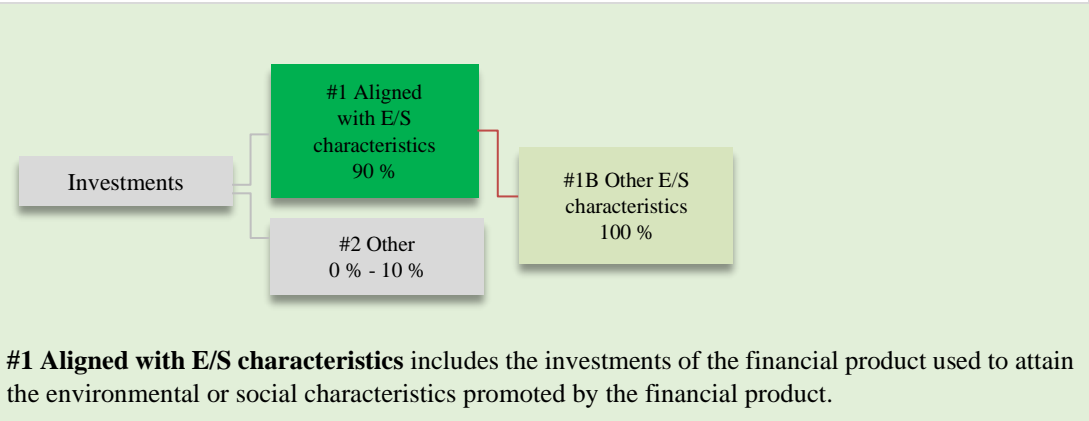 #1 Aligned
with E/S
characteristics
90 %
Investments
#1B Other E/S
characteristics
100 %
#2 Other
0 % - 10 %
#1 Aligned with E/S characteristics includes the investments of the financial product used to attain
the environmental or social characteristics promoted by the financial product.